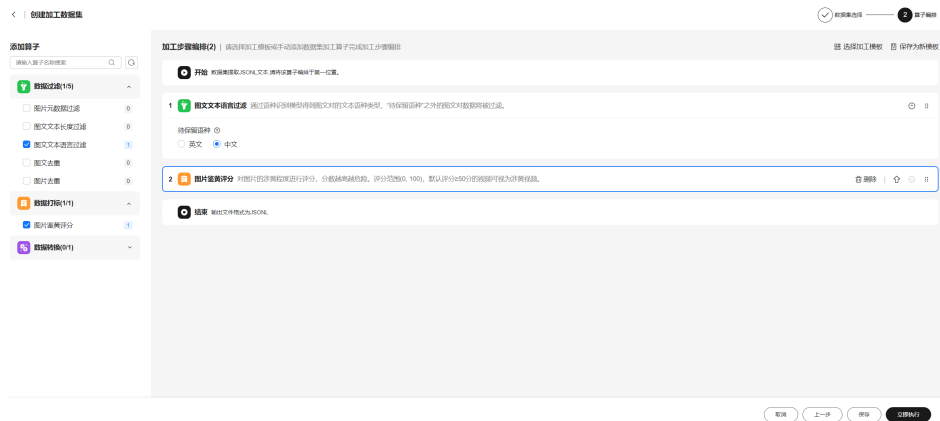 创建加工数据集
数据集选择
2 算子编排
添加算子
请输入算子名称搜索
数据过滤(1/5)
图片元数据过滤 0
图文文本长度过滤 0
图文文本语言过滤 1
图文去重 0
图片去重 0
数据打标(1/1)
图片鉴黄评分 1
数据转换(0/1)
加工步骤编排(2) | 请选择加工模板或手动添加数据集加工算子完成加工步骤编排
选择加工模板 保存为新模板
开始 数据集提取JSONL文本,请将该算子编排于第一位置。
1 图文文本语言过滤 通过语种识别模型得到图文对的文本语种类型，“待保留语种”之外的图文对数据将被过滤。
待保留语种
英文 中文
2 图片鉴黄评分 对图片的涉黄程度进行评分，分数越高越危险。评分范围(0, 100)，默认评分≥50分的视频可视为涉黄视频。
删除
结束 输出文件格式为JSONL
取消 上一步 保存 立即执行